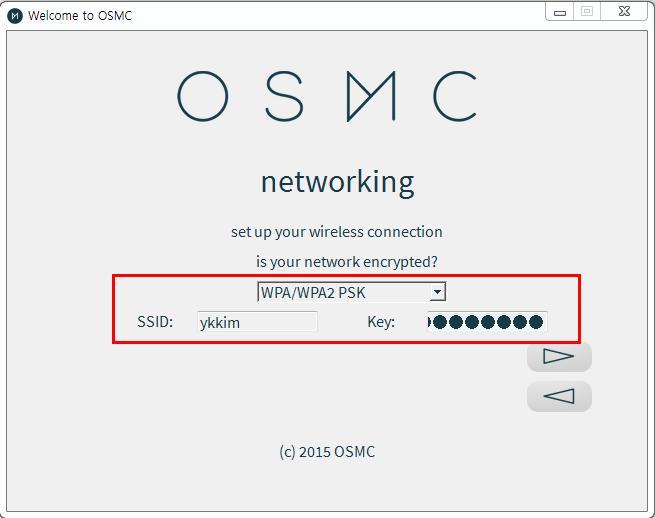 Welcome to OSMC
OSMC
networking
set up your wireless connection
is your network encrypted?
WPA/WPA2 PSK
SSID: ykkim Key:
(c) 2015 OSMC